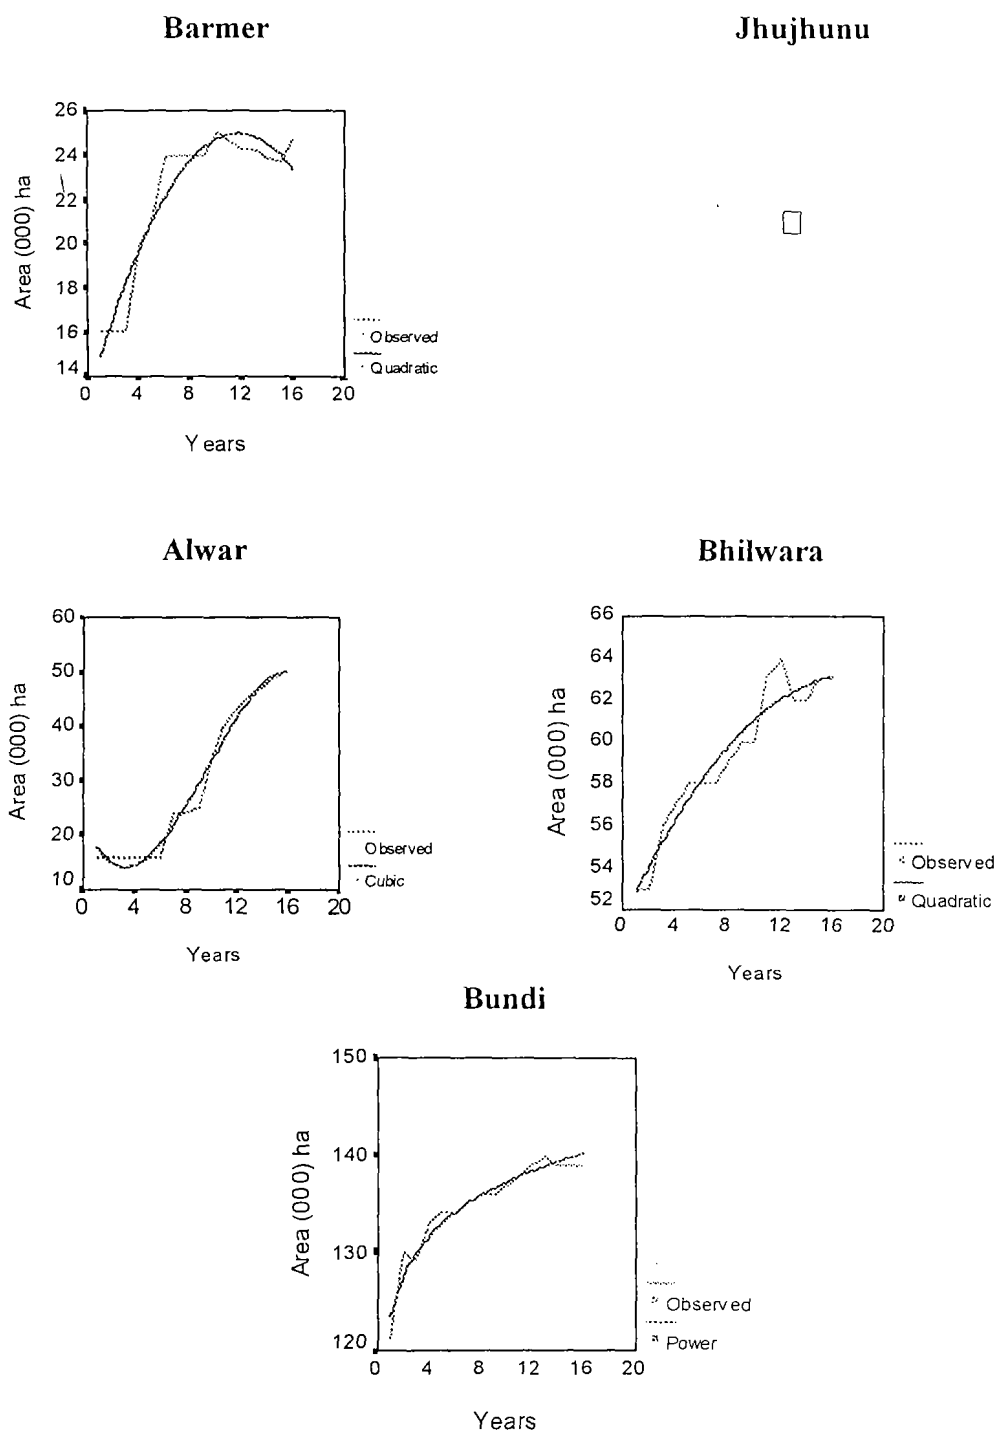 Barmer
Jhujhunu
26
24
22
20
18
16
14
0 4 8 12 16 20
Area (000) ha
Years
Observed
Quadratic
Alwar
Bhilwara
60
50
40
30
20
10
0 4 8 12 16 20
Area (000) ha
Years
Observed
Cubic
66
64
62
60
58
56
54
52
0 4 8 12 16 20
Area (000) ha
Years
Observed
Quadratic
Bundi
150
140
130
120
0 4 8 12 16 20
Area (000) ha
Years
Observed
Power